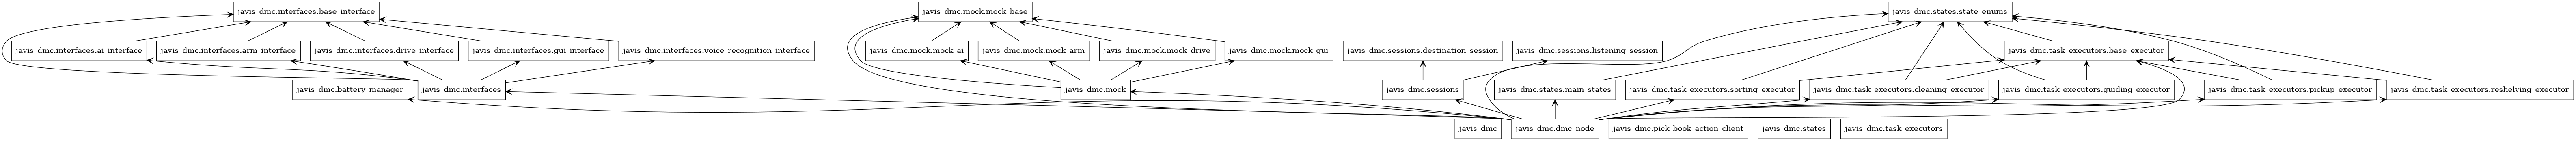 javis_dmc.interfaces.base_interface
javis_dmc.mock.mock_base
javis_dmc.states.state_enums
javis_dmc.interfaces.ai_interface
javis_dmc.interfaces.arm_interface
javis_dmc.interfaces.drive_interface
javis_dmc.interfaces.gui_interface
javis_dmc.interfaces.voice_recognition_interface
javis_dmc.mock.mock_ai
javis_dmc.mock.mock_arm
javis_dmc.mock.mock_drive
javis_dmc.mock.mock_gui
javis_dmc.sessions.destination_session
javis_dmc.sessions.listening_session
javis_dmc.task_executors.base_executor
javis_dmc.battery_manager
javis_dmc.interfaces
javis_dmc.mock
javis_dmc.sessions
javis_dmc.states.main_states
javis_dmc.task_executors.sorting_executor
javis_dmc.task_executors.cleaning_executor
javis_dmc.task_executors.guiding_executor
javis_dmc.task_executors.pickup_executor
javis_dmc.task_executors.reshelving_executor
javis_dmc
javis_dmc.dmc_node
javis_dmc.pick_book_action_client
javis_dmc.states
javis_dmc.task_executors